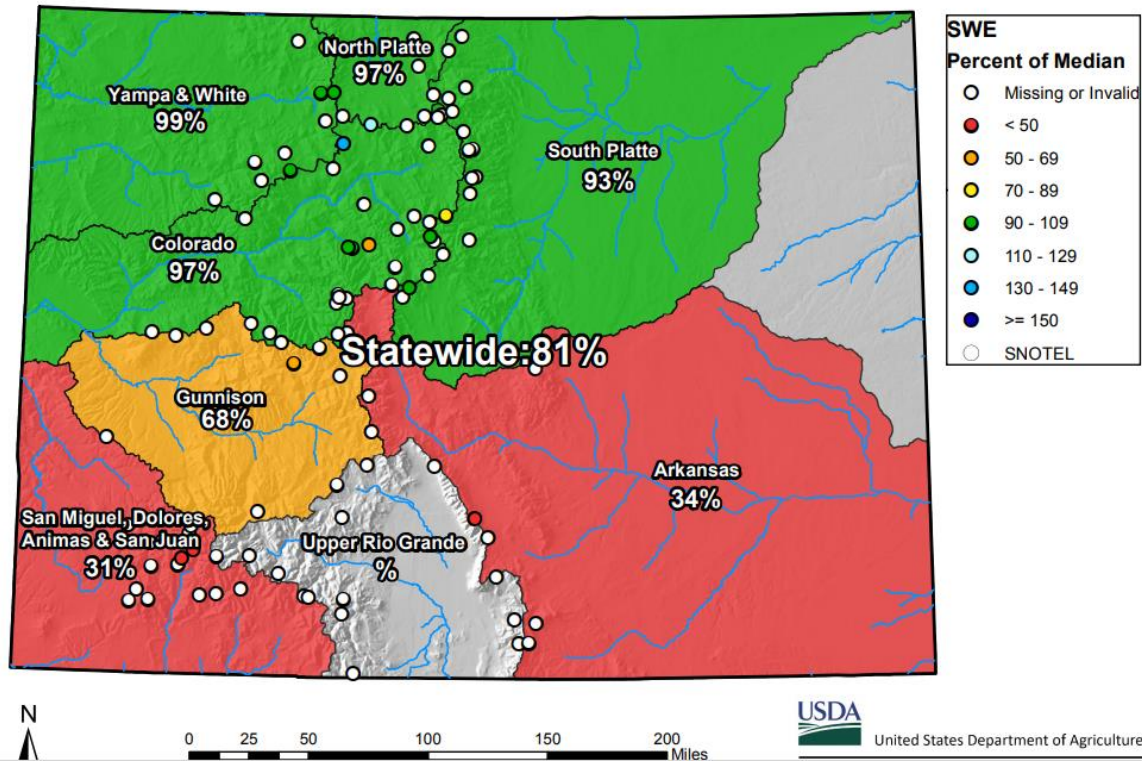 North Platte
97%
Yampa & White
99%
South Platte
93%
Colorado
97%
Statewide:81%
Gunnison
68%
Arkansas
34%
San Miguel, Dolores,
Animas & San Juan
31%
Upper Rio Grande
%
SWE
Percent of Median
Missing or Invalid
< 50
50 - 69
70 - 89
90 - 109
110 - 129
130 - 149
>= 150
SNOTEL
N
0 25 50 100 150 200
Miles
USDA
United States Department of Agriculture